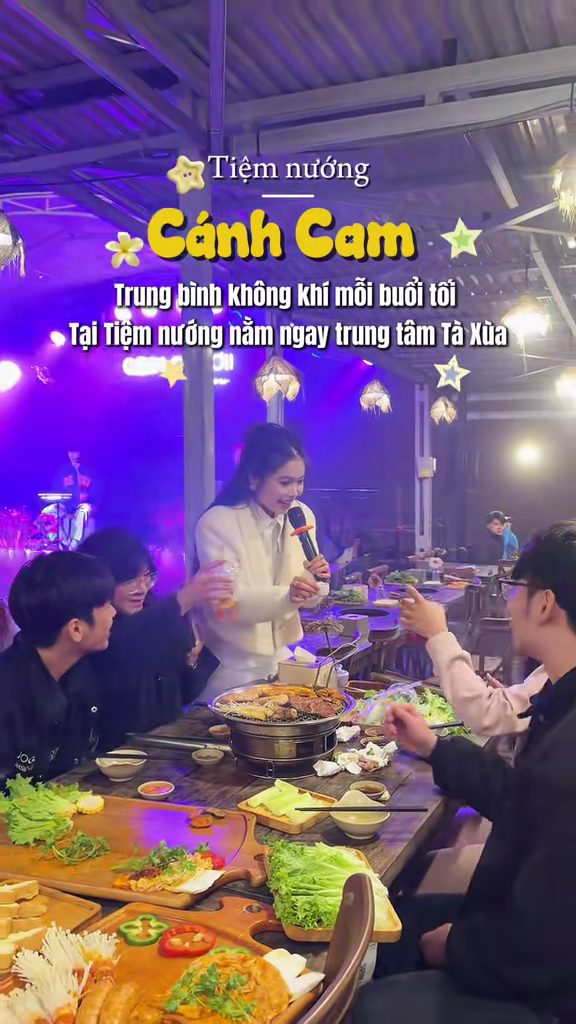 Tiệm nướng
Cánh Cam
Trung bình không khí mỗi buổi tối
Tại Tiệm nướng nằm ngay trung tâm Tà Xùa